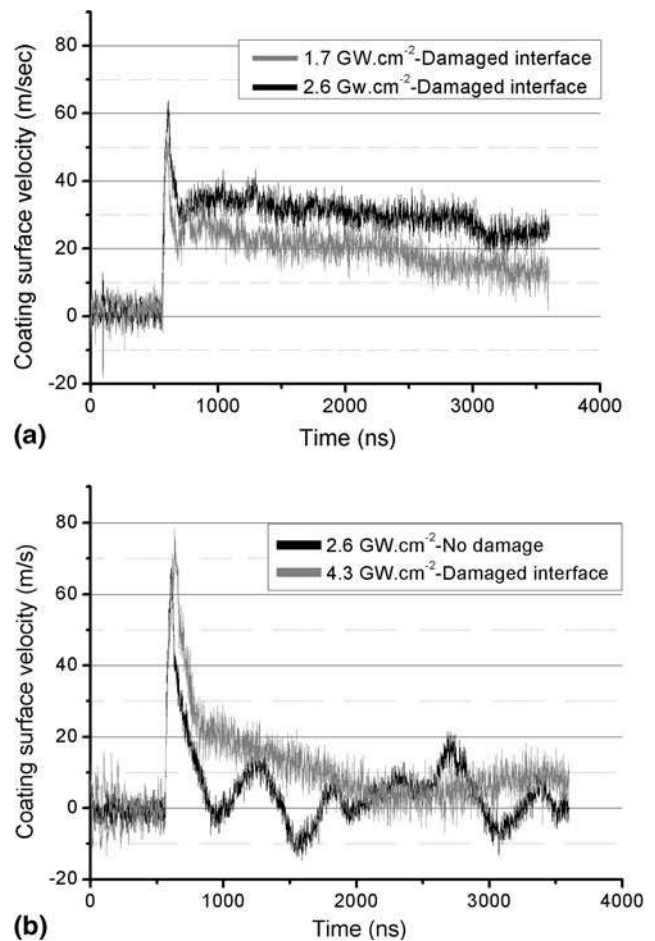 80
60
40
20
0
-20
Coating surface velocity (m/sec)
1.7 GW.cm⁻²-Damaged interface
2.6 Gw.cm⁻²-Damaged interface
0 1000 2000 3000 4000
(a)
Time (ns)
80
60
40
20
0
-20
Coating surface velocity (m/s)
2.6 GW.cm⁻²-No damage
4.3 GW.cm⁻²-Damaged interface
0 1000 2000 3000 4000
(b)
Time (ns)